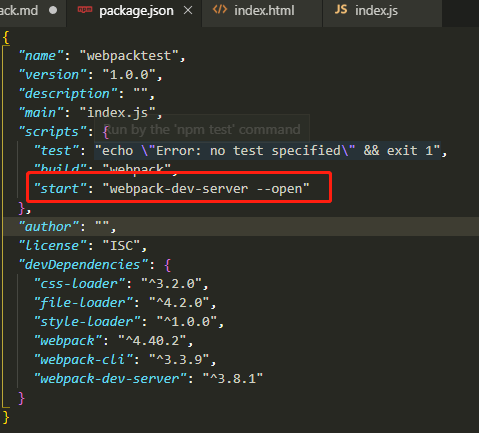 ack.md ● package.json × index.html JS index.js
{
"name": "webpacktest",
"version": "1.0.0",
"description": "",
"main": "index.js",
"scripts": {
Run by the 'npm test' command
"test": "echo \"Error: no test specified\" && exit 1",
"build": "webpack",
"start": "webpack-dev-server --open"
},
"author": "",
"license": "ISC",
"devDependencies": {
"css-loader": "^3.2.0",
"file-loader": "^4.2.0",
"style-loader": "^1.0.0",
"webpack": "^4.40.2",
"webpack-cli": "^3.3.9",
"webpack-dev-server": "^3.8.1"
}
}